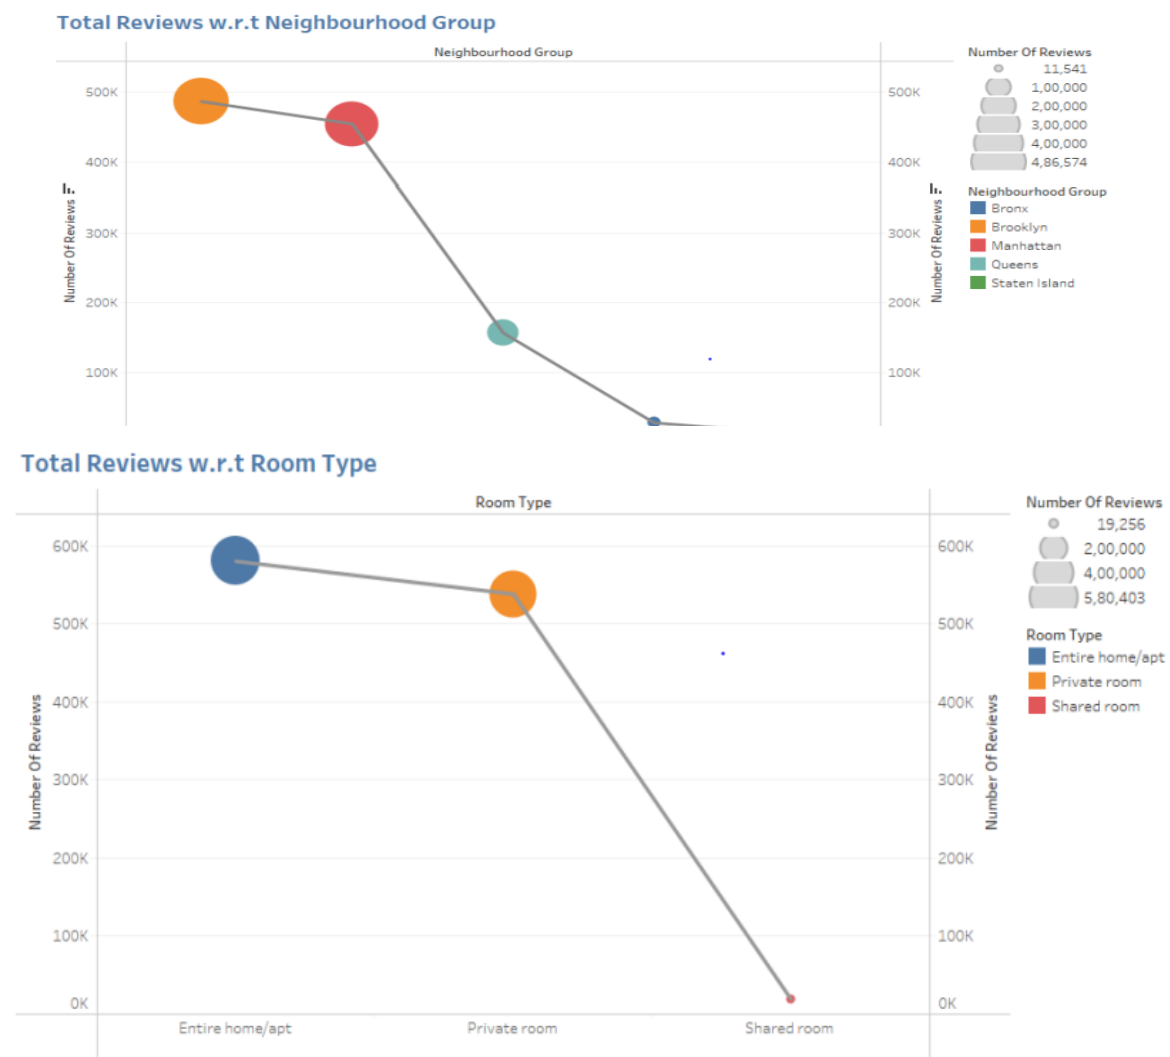 Total Reviews w.r.t Neighbourhood Group
Neighbourhood Group
500K
400K
300K
200K
100K
Number Of Reviews
500K
400K
300K
200K
100K
Number Of Reviews
Number Of Reviews
11,541
1,00,000
2,00,000
3,00,000
4,00,000
4,86,574
Neighbourhood Group
Bronx
Brooklyn
Manhattan
Queens
Staten Island
Total Reviews w.r.t Room Type
Room Type
600K
500K
400K
300K
200K
100K
0K
Number Of Reviews
600K
500K
400K
300K
200K
100K
0K
Number Of Reviews
Entire home/apt
Private room
Shared room
Number Of Reviews
19,256
2,00,000
4,00,000
5,80,403
Room Type
Entire home/apt
Private room
Shared room